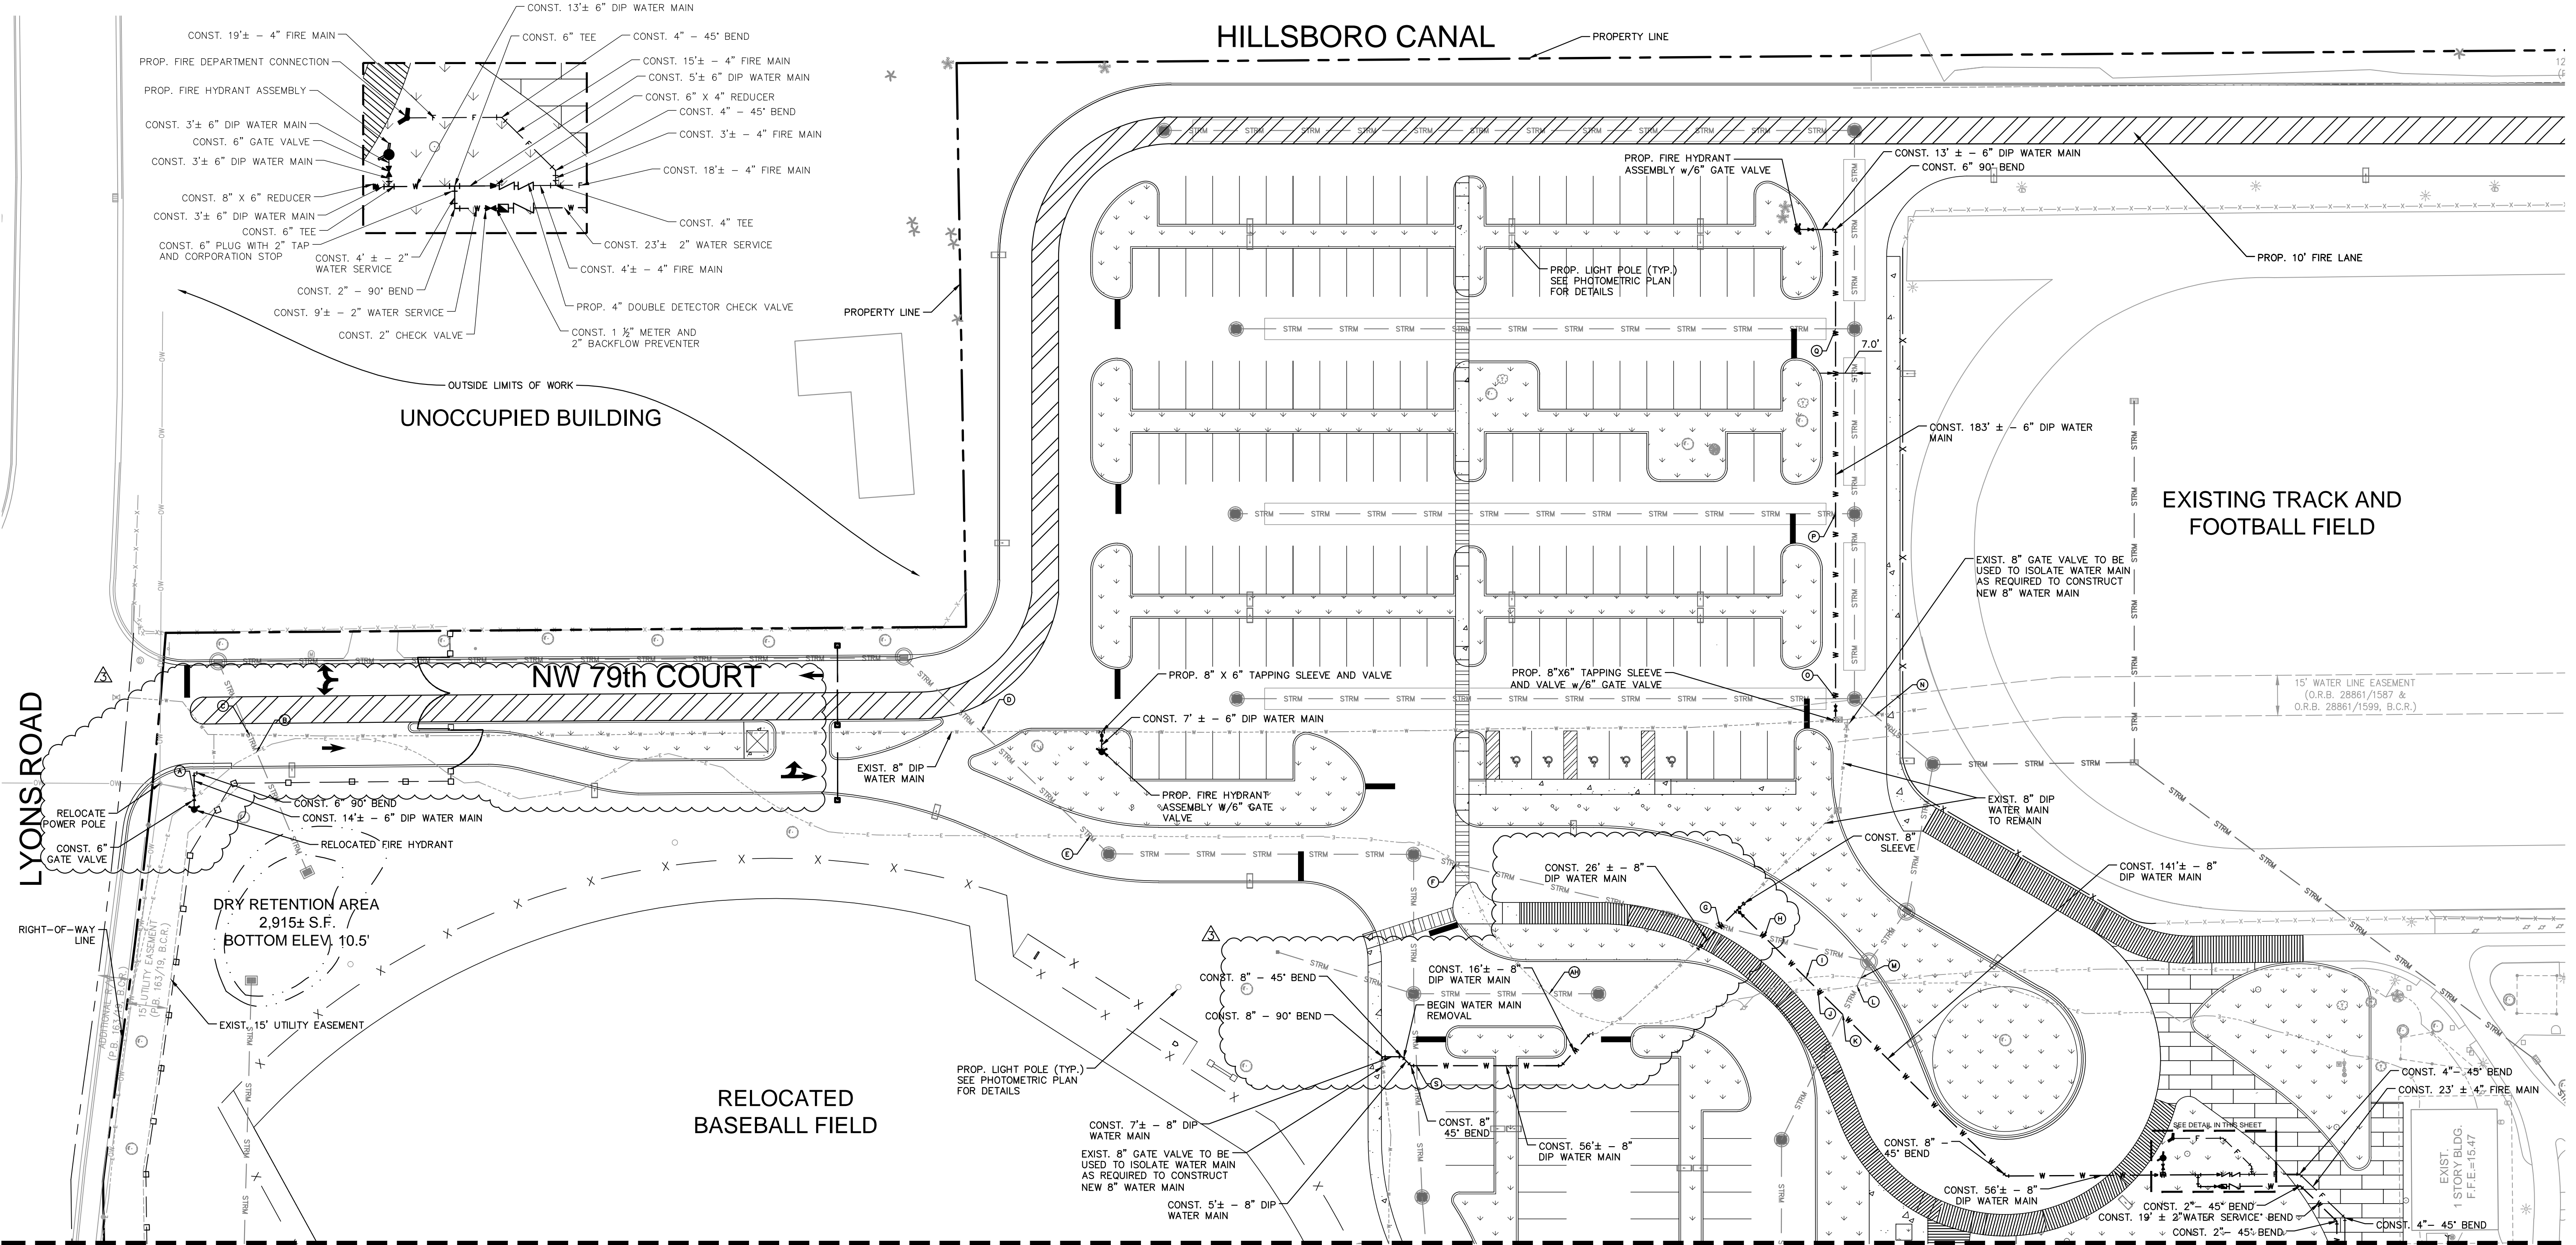 CONST. 13'± 6" DIP WATER MAIN
CONST. 19'± – 4" FIRE MAIN
CONST. 6" TEE
CONST. 4" – 45° BEND
PROP. FIRE DEPARTMENT CONNECTION
CONST. 15'± – 4" FIRE MAIN
CONST. 5'± 6" DIP WATER MAIN
PROP. FIRE HYDRANT ASSEMBLY
CONST. 6" X 4" REDUCER
CONST. 4" – 45° BEND
CONST. 3'± 6" DIP WATER MAIN
CONST. 3'± – 4" FIRE MAIN
CONST. 6" GATE VALVE
CONST. 3'± 6" DIP WATER MAIN
CONST. 18'± – 4" FIRE MAIN
CONST. 8" X 6" REDUCER
CONST. 3'± 6" DIP WATER MAIN
CONST. 4" TEE
CONST. 6" TEE
CONST. 6" PLUG WITH 2" TAP
AND CORPORATION STOP
CONST. 23'± 2" WATER SERVICE
CONST. 4' ± – 2"
WATER SERVICE
CONST. 4'± – 4" FIRE MAIN
CONST. 2" – 90° BEND
PROP. 4" DOUBLE DETECTOR CHECK VALVE
CONST. 9'± – 2" WATER SERVICE
CONST. 2" CHECK VALVE
CONST. 1 ½" METER AND
2" BACKFLOW PREVENTER
HILLSBORO CANAL
PROPERTY LINE
PROP. FIRE HYDRANT
ASSEMBLY w/6" GATE VALVE
CONST. 13' ± – 6" DIP WATER MAIN
CONST. 6" 90° BEND
PROP. 10' FIRE LANE
PROP. LIGHT POLE (TYP.)
SEE PHOTOMETRIC PLAN
FOR DETAILS
PROPERTY LINE
7.0'
Q
OUTSIDE LIMITS OF WORK
UNOCCUPIED BUILDING
CONST. 183' ± – 6" DIP WATER
MAIN
EXISTING TRACK AND
FOOTBALL FIELD
P
EXIST. 8" GATE VALVE TO BE
USED TO ISOLATE WATER MAIN
AS REQUIRED TO CONSTRUCT
NEW 8" WATER MAIN
3
NW 79th COURT
LYONS ROAD
PROP. 8" X 6" TAPPING SLEEVE AND VALVE
PROP. 8"X6" TAPPING SLEEVE
AND VALVE w/6" GATE VALVE
O
N
15' WATER LINE EASEMENT
(O.R.B. 28861/1587 &
O.R.B. 28861/1599, B.C.R.)
C
B
D
CONST. 7' ± – 6" DIP WATER MAIN
A
EXIST. 8" DIP
WATER MAIN
RELOCATE
POWER POLE
CONST. 6" 90° BEND
CONST. 14'± – 6" DIP WATER MAIN
PROP. FIRE HYDRANT
ASSEMBLY W/6" GATE
VALVE
EXIST. 8" DIP
WATER MAIN
TO REMAIN
CONST. 6"
GATE VALVE
RELOCATED FIRE HYDRANT
E
CONST. 8"
SLEEVE
F
CONST. 26' ± – 8"
DIP WATER MAIN
CONST. 141'± – 8"
DIP WATER MAIN
DRY RETENTION AREA
2,915± S.F.
BOTTOM ELEV. 10.5'
RIGHT–OF–WAY
LINE
15' UTILITY EASEMENT
(P.B. 163/19, B.C.R.)
ADDITIONAL R/W
(P.B. 163/19, B.C.R.)
EXIST. 15' UTILITY EASEMENT
G
H
3
I
M
L
J
K
CONST. 8" – 45° BEND
CONST. 16'± – 8"
DIP WATER MAIN
AH
BEGIN WATER MAIN
REMOVAL
CONST. 8" – 90° BEND
PROP. LIGHT POLE (TYP.)
SEE PHOTOMETRIC PLAN
FOR DETAILS
S
RELOCATED
BASEBALL FIELD
CONST. 7'± – 8" DIP
WATER MAIN
CONST. 8"
45° BEND
CONST. 56'± – 8"
DIP WATER MAIN
EXIST. 8" GATE VALVE TO BE
USED TO ISOLATE WATER MAIN
AS REQUIRED TO CONSTRUCT
NEW 8" WATER MAIN
CONST. 5'± – 8" DIP
WATER MAIN
CONST. 4"– 45° BEND
CONST. 23' ± 4" FIRE MAIN
SEE DETAIL IN THIS SHEET
CONST. 8" –
45° BEND
CONST. 56'± – 8"
DIP WATER MAIN
EXIST.
1 STORY BLDG.
F.F.E.=15.47
CONST. 2"– 45° BEND
CONST. 19' ± 2"WATER SERVICE BEND
CONST. 2"– 45° BEND
CONST. 4"– 45° BEND